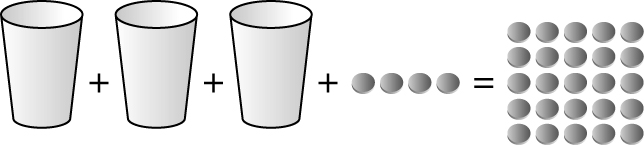 + + + =